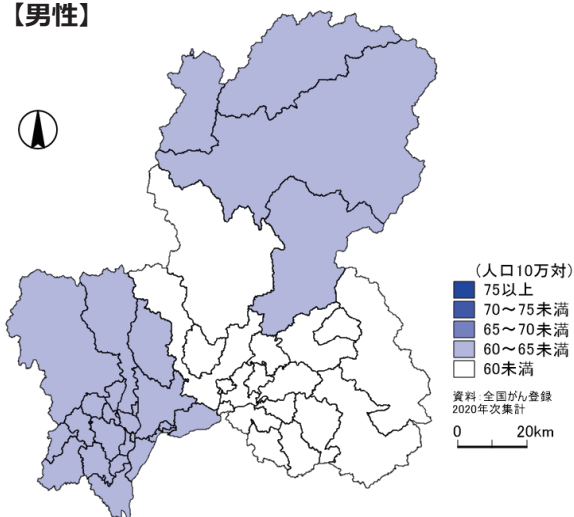 【男性】
(人口10万対)
75以上
70～75未満
65～70未満
60～65未満
60未満
資料:全国がん登録
2020年次集計
0 20km